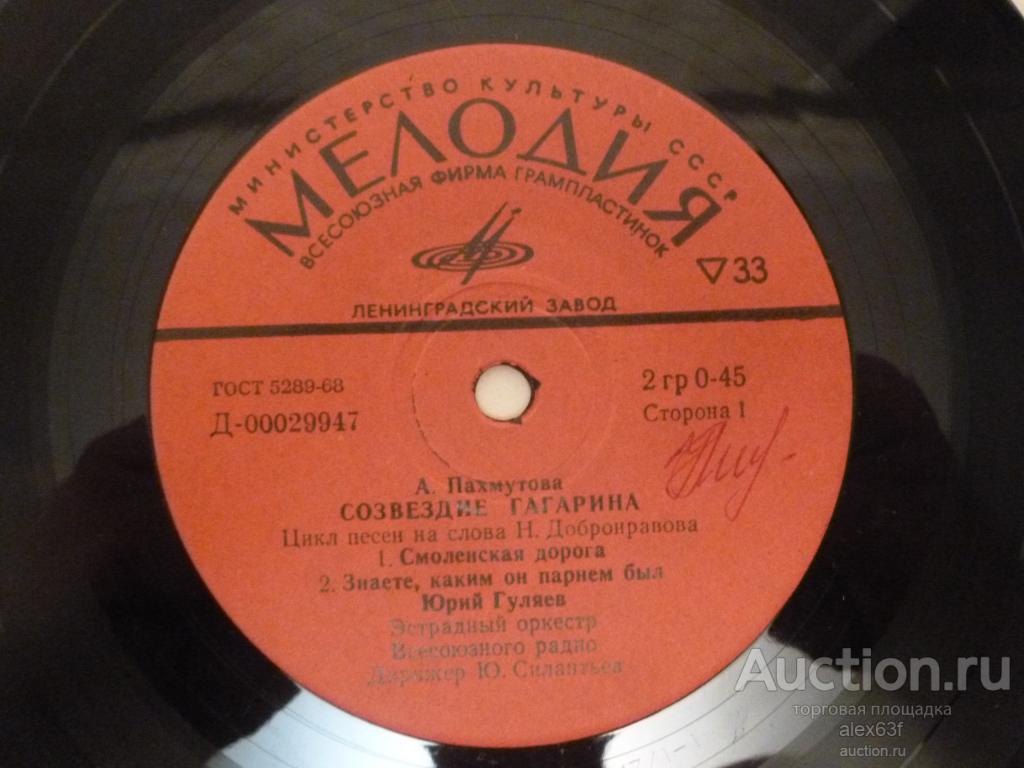 МИНИСТЕРСТВО КУЛЬТУРЫ СССР
МЕЛОДИЯ
ВСЕСОЮЗНАЯ ФИРМА ГРАМПЛАСТИНОК
▽33
ЛЕНИНГРАДСКИЙ ЗАВОД
ГОСТ 5289-68
Д-00029947
2 гр 0-45
Сторона 1
А. Пахмутова
СОЗВЕЗДИЕ ГАГАРИНА
Цикл песен на слова Н. Добронравова
1. Смоленская дорога
2. Знаете, каким он парнем был
Юрий Гуляев
Эстрадный оркестр
Всесоюзного радио
Дирижер Ю. Силантьев
Auction.ru
торговая площадка
alex63f
auction.ru